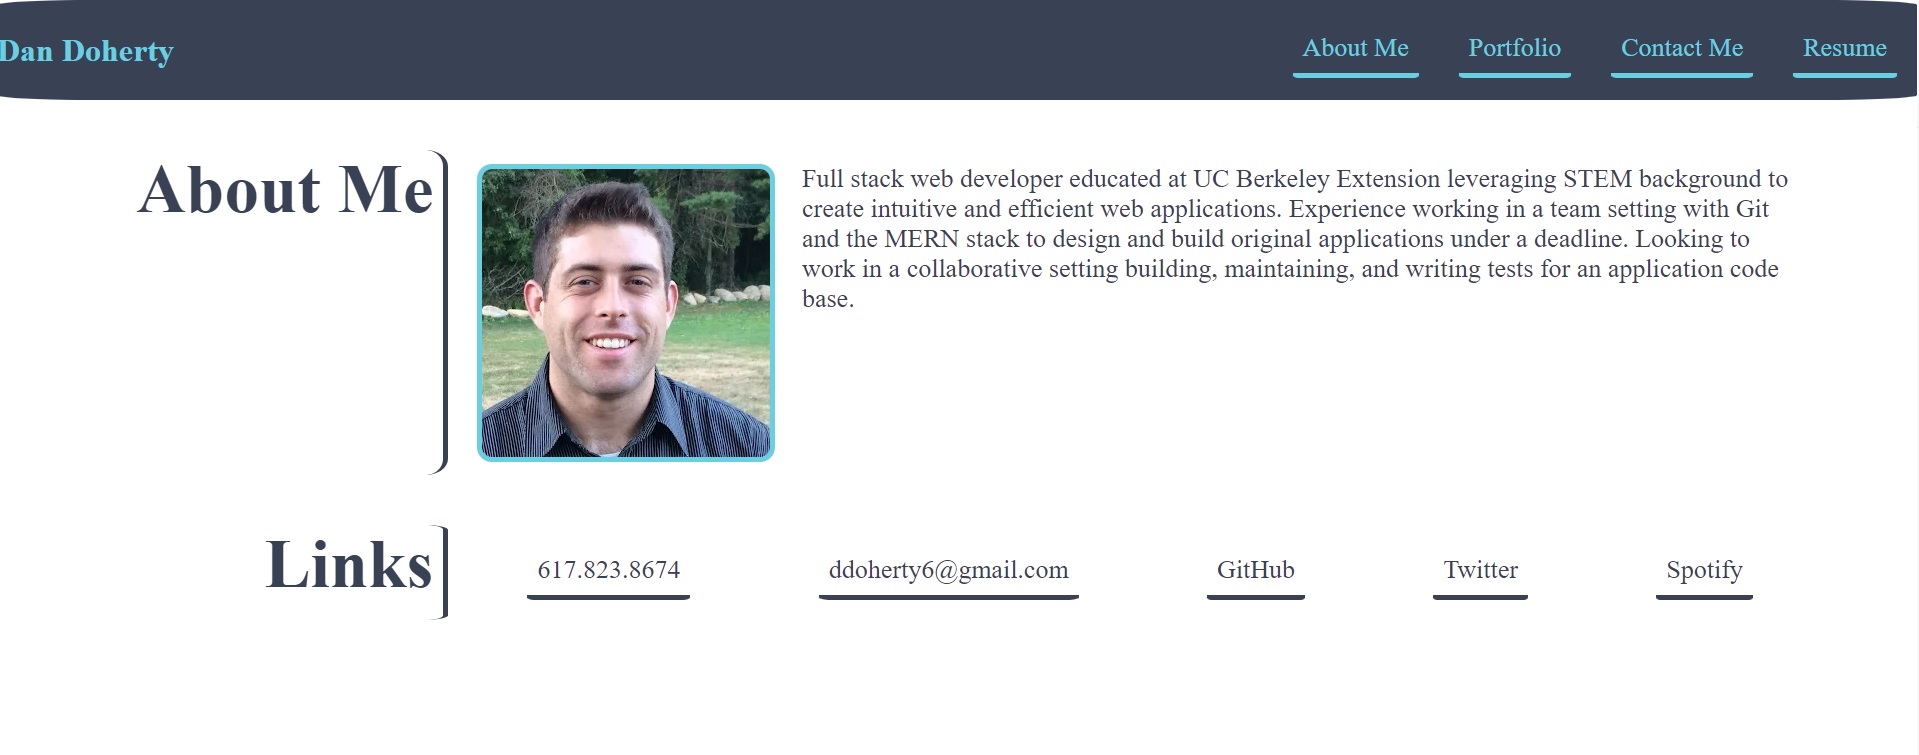 Dan Doherty
About Me
Portfolio
Contact Me
Resume
About Me
Full stack web developer educated at UC Berkeley Extension leveraging STEM background to
create intuitive and efficient web applications. Experience working in a team setting with Git
and the MERN stack to design and build original applications under a deadline. Looking to
work in a collaborative setting building, maintaining, and writing tests for an application code
base.
Links
617.823.8674
ddoherty6@gmail.com
GitHub
Twitter
Spotify